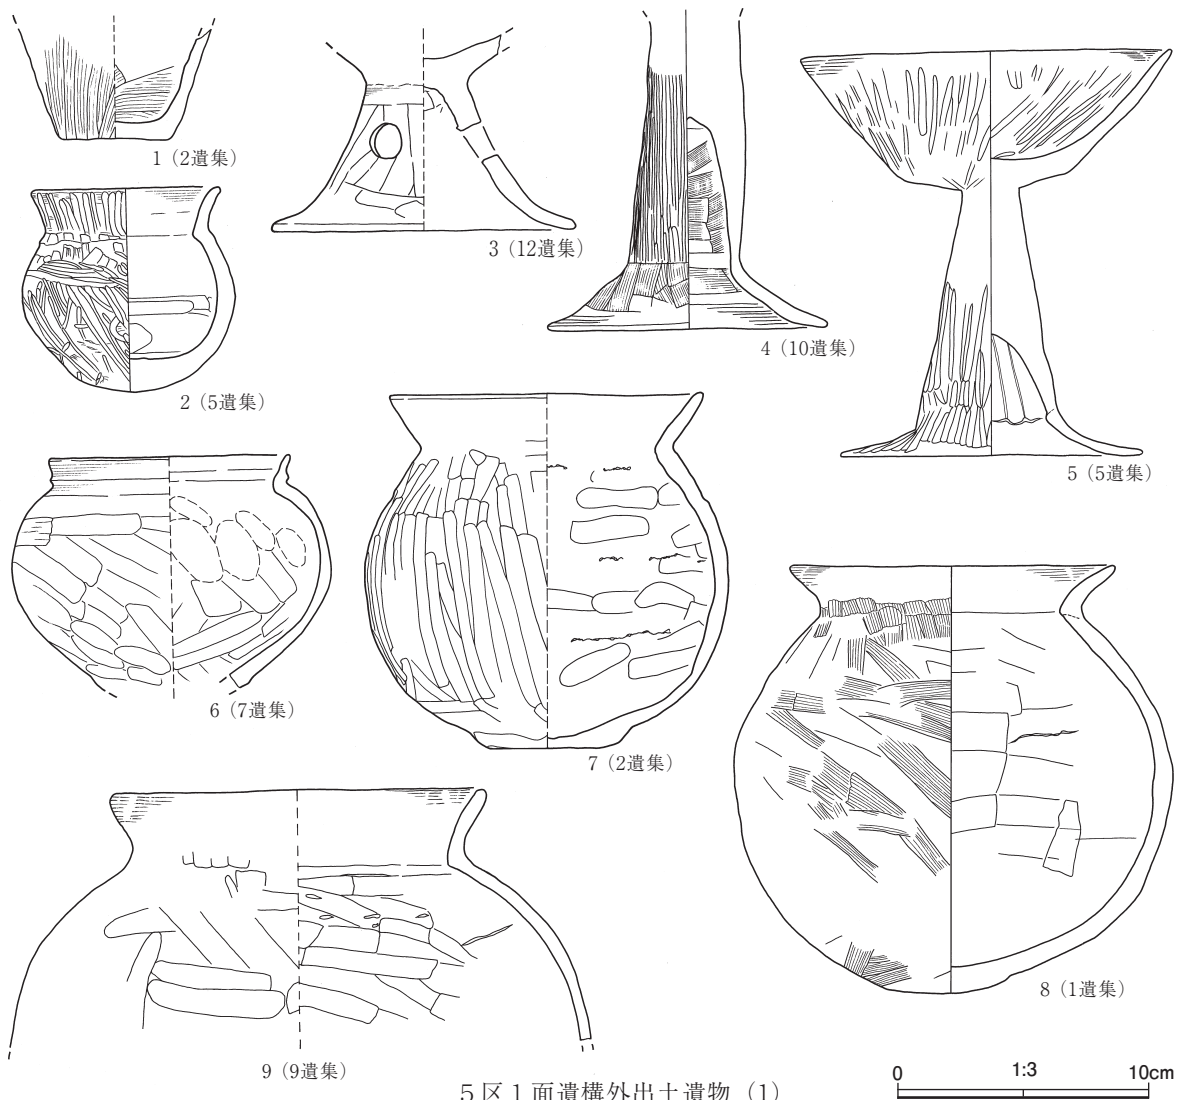 1（2遺集）
2（5遺集）
3（12遺集）
4（10遺集）
5（5遺集）
6（7遺集）
7（2遺集）
8（1遺集）
9（9遺集）
5区1面遺構外出土遺物（1）
0 1:3 10cm